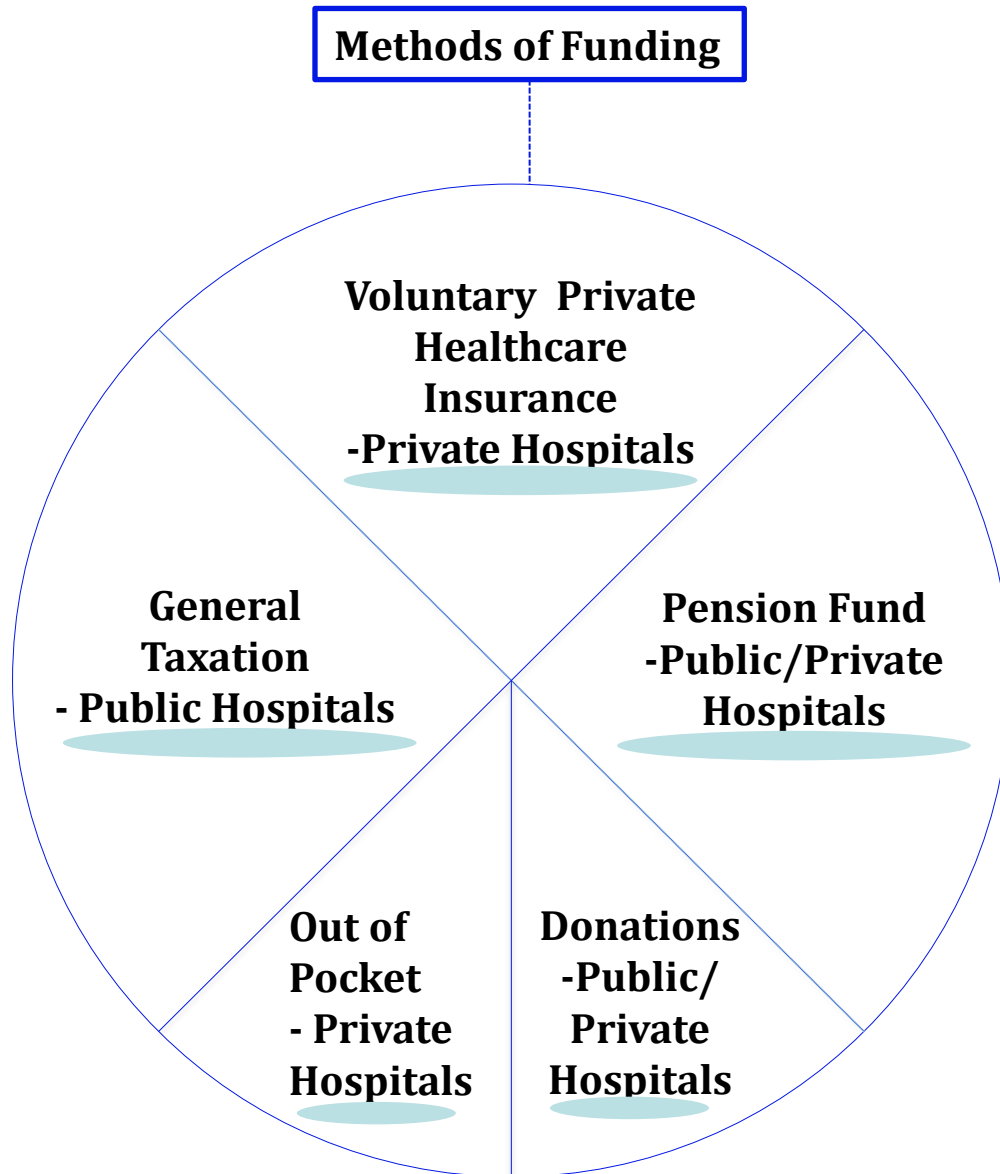 Methods of Funding
Voluntary  Private
Healthcare
Insurance
-Private Hospitals
General
Taxation
- Public Hospitals
Pension Fund
-Public/Private
Hospitals
Out of
Pocket
- Private
Hospitals
Donations
-Public/
Private
Hospitals